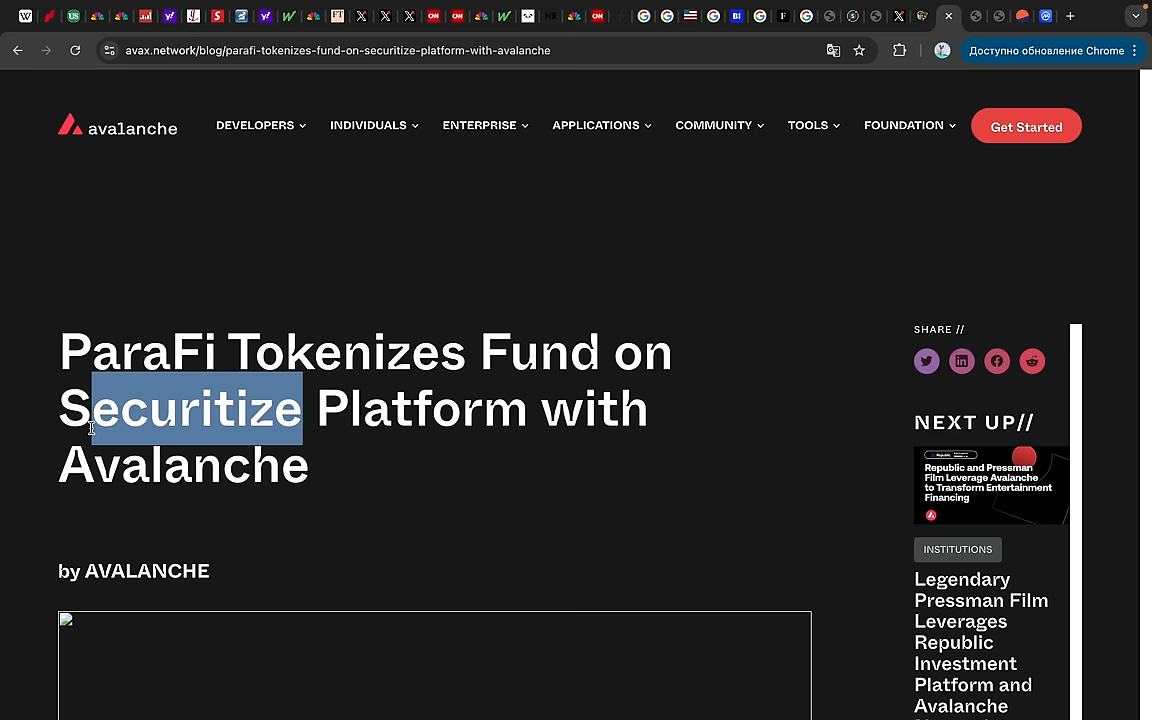 avax.network/blog/parafi-tokenizes-fund-on-securitize-platform-with-avalanche
Доступно обновление Chrome
avalanche
DEVELOPERS
INDIVIDUALS
ENTERPRISE
APPLICATIONS
COMMUNITY
TOOLS
FOUNDATION
Get Started
ParaFi Tokenizes Fund on
Securitize Platform with
Avalanche
by AVALANCHE
SHARE //
NEXT UP//
Republic
Republic and Pressman
Film Leverage Avalanche
to Transform Entertainment
Financing
INSTITUTIONS
Legendary
Pressman Film
Leverages
Republic
Investment
Platform and
Avalanche